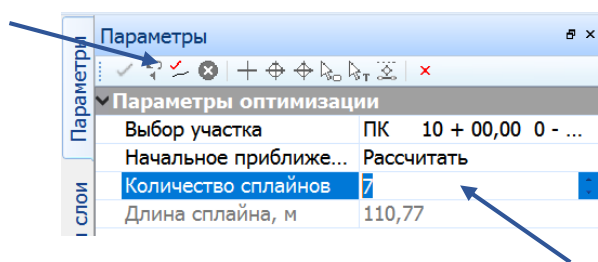 Параметры
Параметры
Параметры оптимизации
Выбор участка ПК 10 + 00,00 0 - ...
Начальное приближе... Рассчитать
Количество сплайнов 7
Длина сплайна, м 110,77
слои